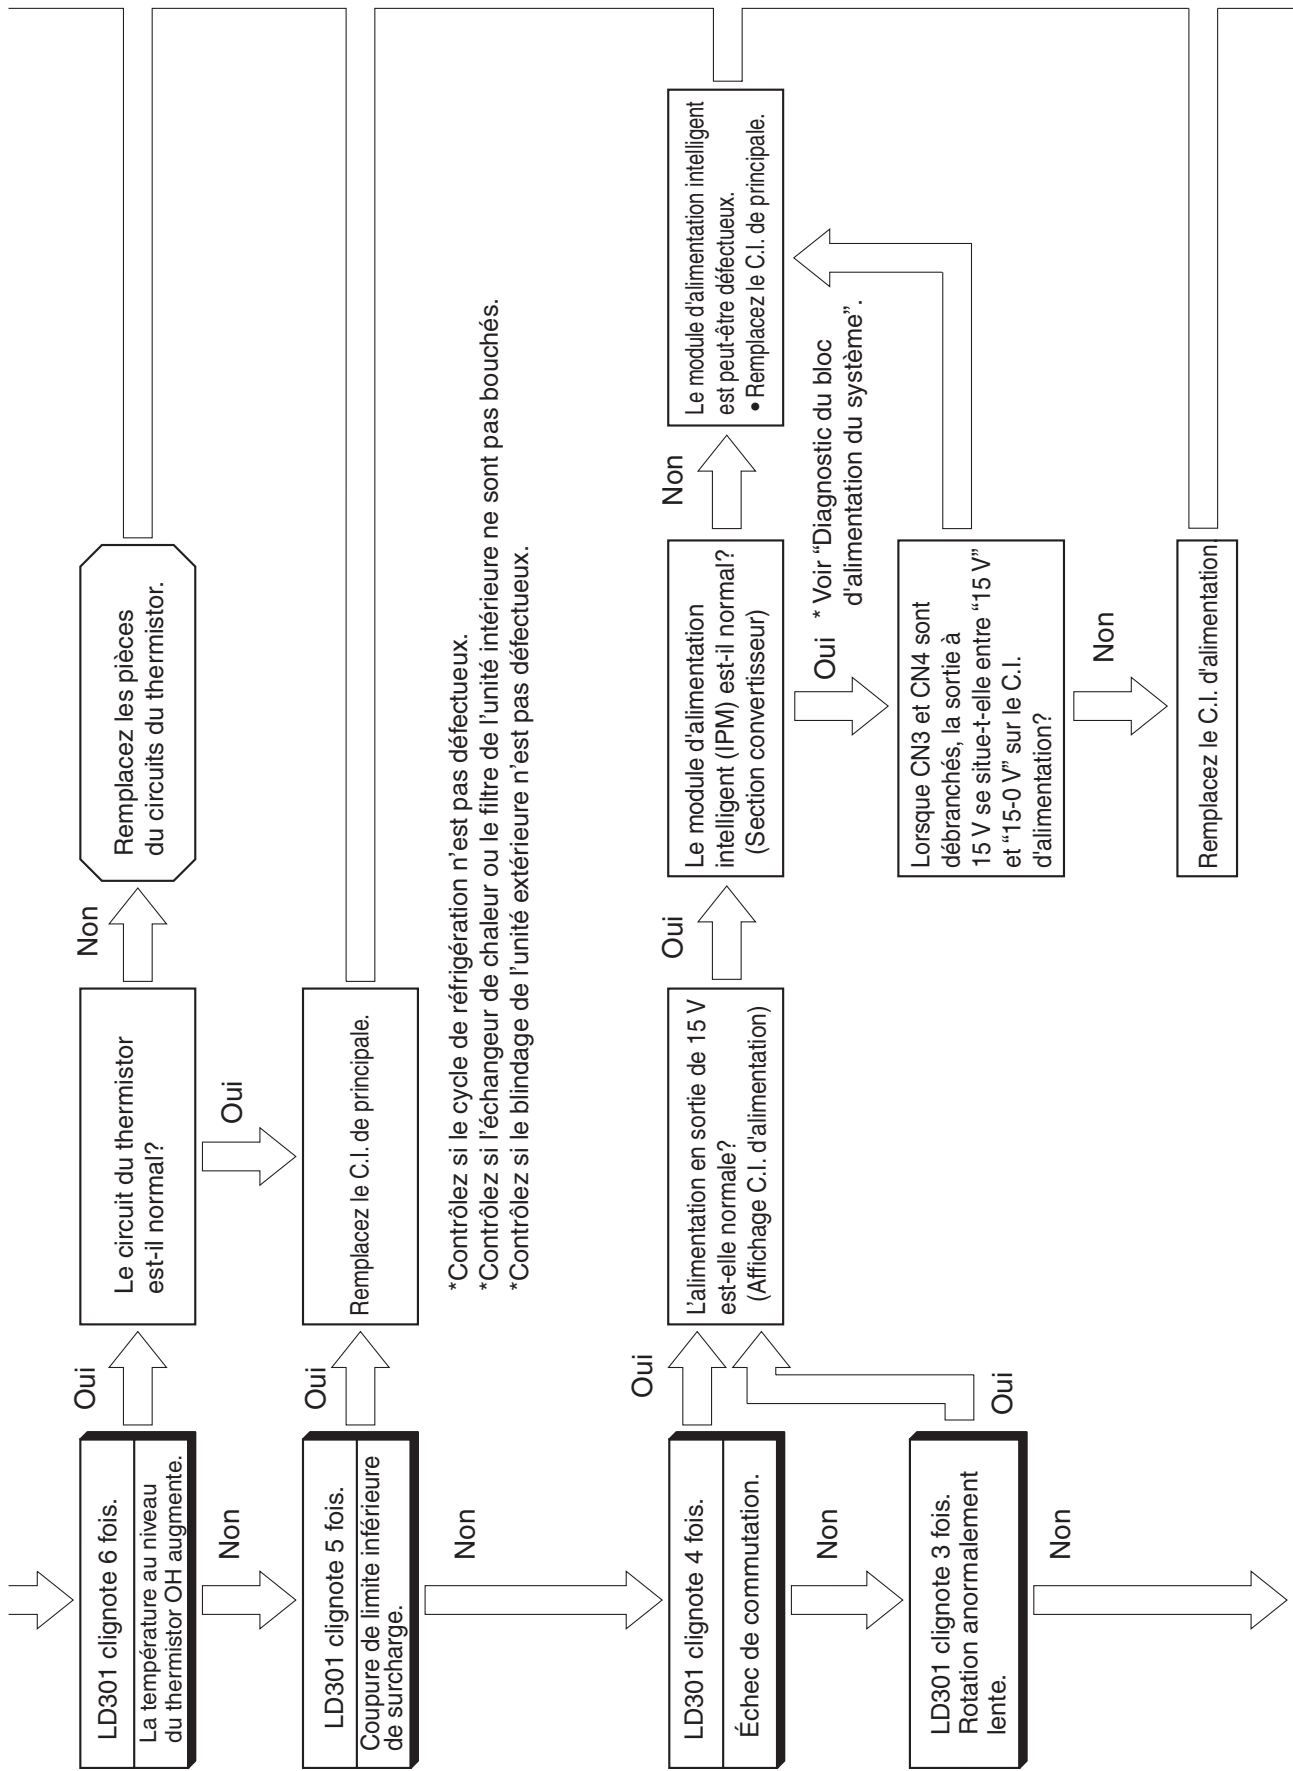 LD301 clignote 6 fois.
La température au niveau
du thermistor OH augmente.
Oui
Le circuit du thermistor
est-il normal?
Non
Remplacez les pièces
du circuits du thermistor.
Non
Oui
LD301 clignote 5 fois.
Coupure de limite inférieure
de surcharge.
Oui
Remplacez le C.I. de principale.
*Contrôlez si le cycle de réfrigération n'est pas défectueux.
*Contrôlez si l'échangeur de chaleur ou le filtre de l'unité intérieure ne sont pas bouchés.
*Contrôlez si le blindage de l'unité extérieure n'est pas défectueux.
Non
LD301 clignote 4 fois.
Échec de commutation.
Oui
L'alimentation en sortie de 15 V
est-elle normale?
(Affichage C.I. d'alimentation)
Oui
Le module d'alimentation
intelligent (IPM) est-il normal?
(Section convertisseur)
Non
Le module d'alimentation intelligent
est peut-être défectueux.
• Remplacez le C.I. de principale.
Oui
* Voir “Diagnostic du bloc
d'alimentation du système”.
Non
LD301 clignote 3 fois.
Rotation anormalement
lente.
Oui
Lorsque CN3 et CN4 sont
débranchés, la sortie à
15 V se situe-t-elle entre “15 V”
et “15-0 V” sur le C.I.
d'alimentation?
Non
Remplacez le C.I. d'alimentation.
Non